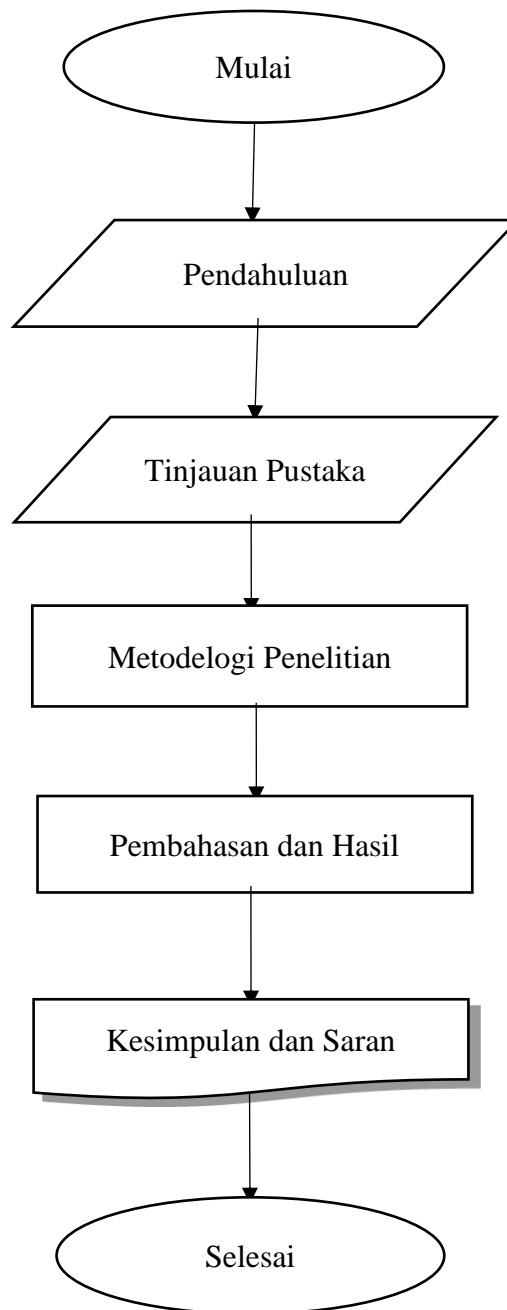 Mulai
Pendahuluan
Tinjauan Pustaka
Metodelogi Penelitian
Pembahasan dan Hasil
Kesimpulan dan Saran
Selesai